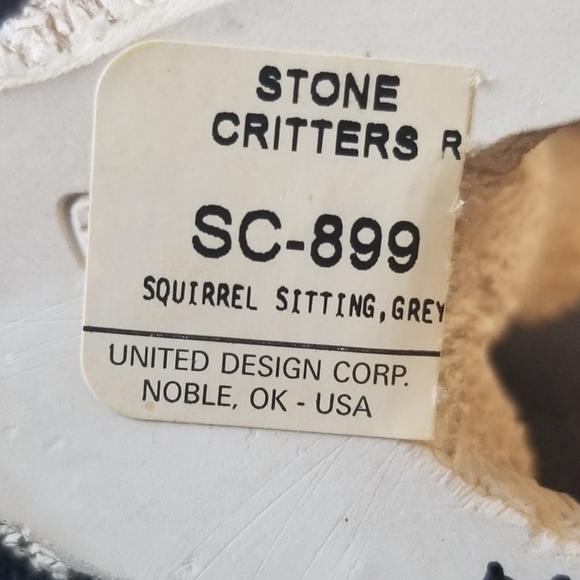 STONE
CRITTERS R
SC-899
SQUIRREL SITTING, GREY
UNITED DESIGN CORP.
NOBLE, OK - USA